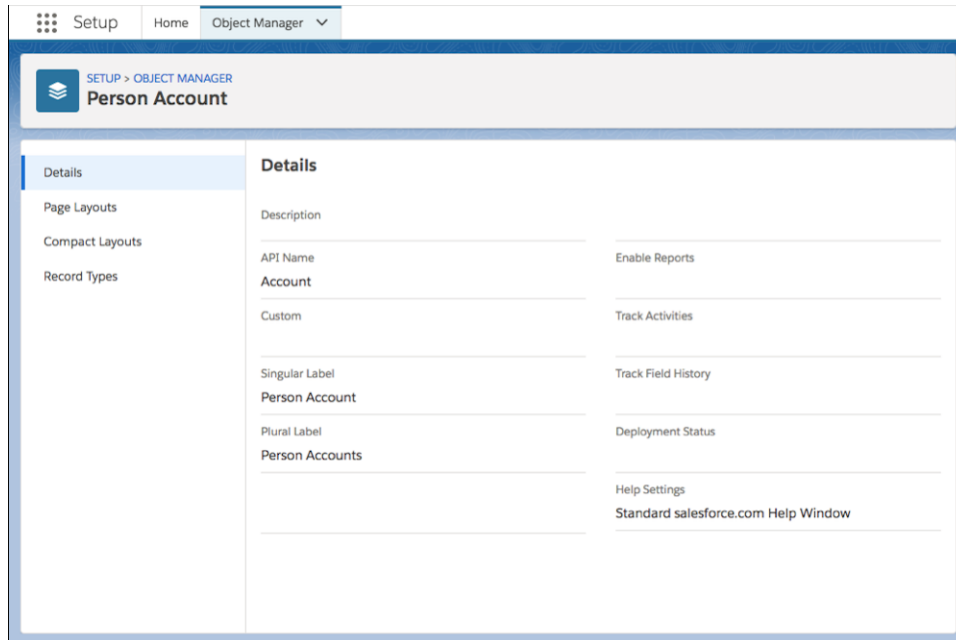 Setup
Home
Object Manager
SETUP > OBJECT MANAGER
Person Account
Details
Page Layouts
Compact Layouts
Record Types
Details
Description
API Name
Account
Enable Reports
Custom
Track Activities
Singular Label
Person Account
Track Field History
Plural Label
Person Accounts
Deployment Status
Help Settings
Standard salesforce.com Help Window